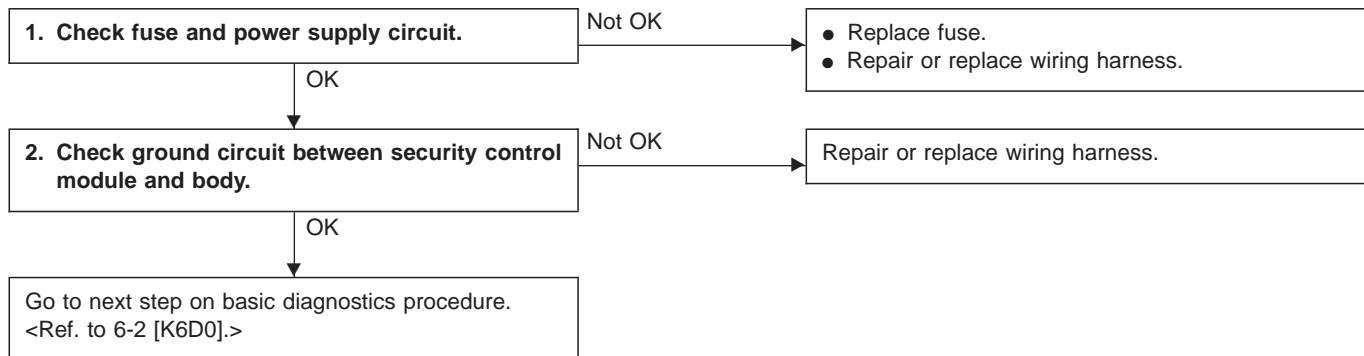 1. Check fuse and power supply circuit.
Not OK
● Replace fuse.
● Repair or replace wiring harness.
OK
2. Check ground circuit between security control
module and body.
Not OK
Repair or replace wiring harness.
OK
Go to next step on basic diagnostics procedure.
<Ref. to 6-2 [K6D0].>